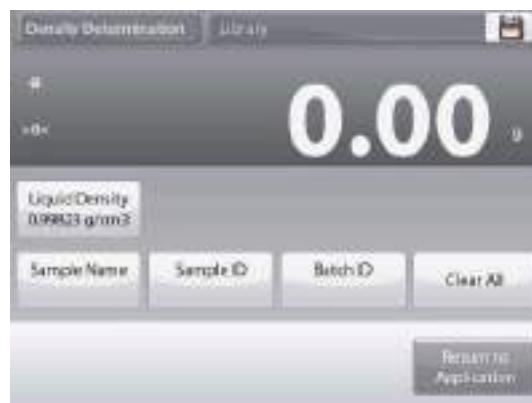 Density Determination Library
>0<
0.00 g
Liquid Density
0.99823 g/cm3
Sample Name Sample ID Batch ID Clear All
Return to
Application